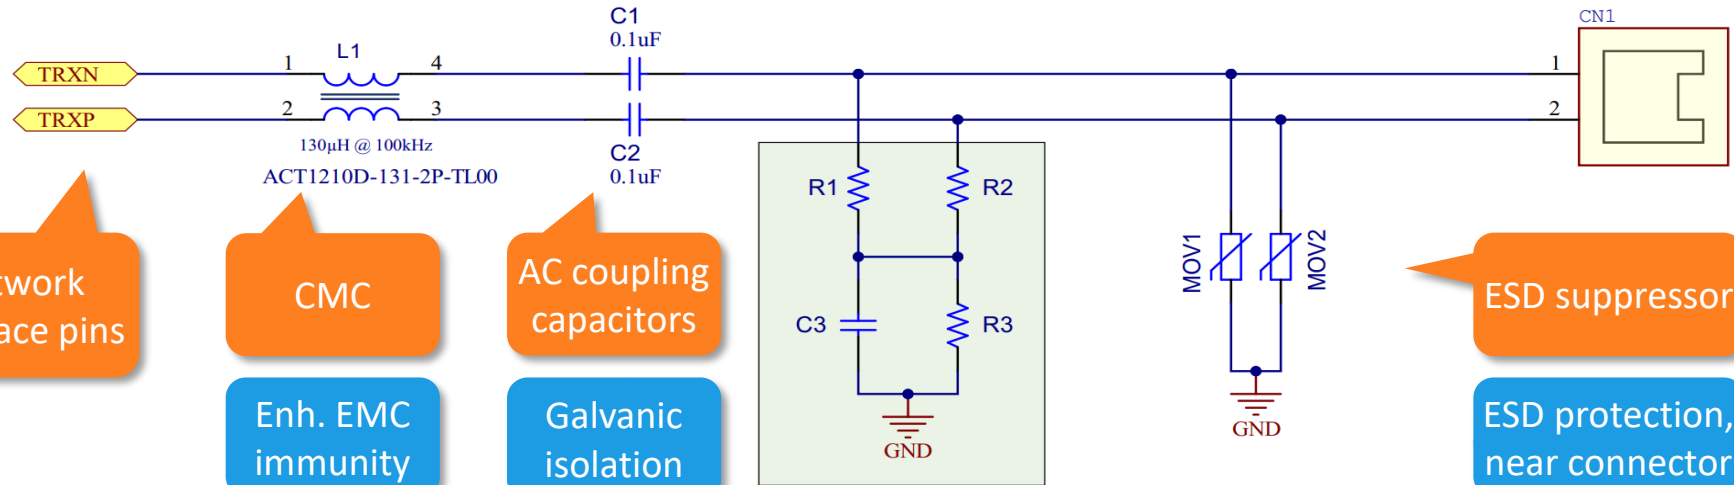 CN1
C1
0.1uF
L1
1
4
1
TRXN
2
3
2
TRXP
130µH @ 100kHz
ACT1210D-131-2P-TL00
C2
0.1uF
R1
R2
MOV1
MOV2
CMC
AC coupling
capacitors
ace pins
C3
R3
ESD suppressor
Enh. EMC
immunity
Galvanic
isolation
GND
GND
ESD protection,
near connector